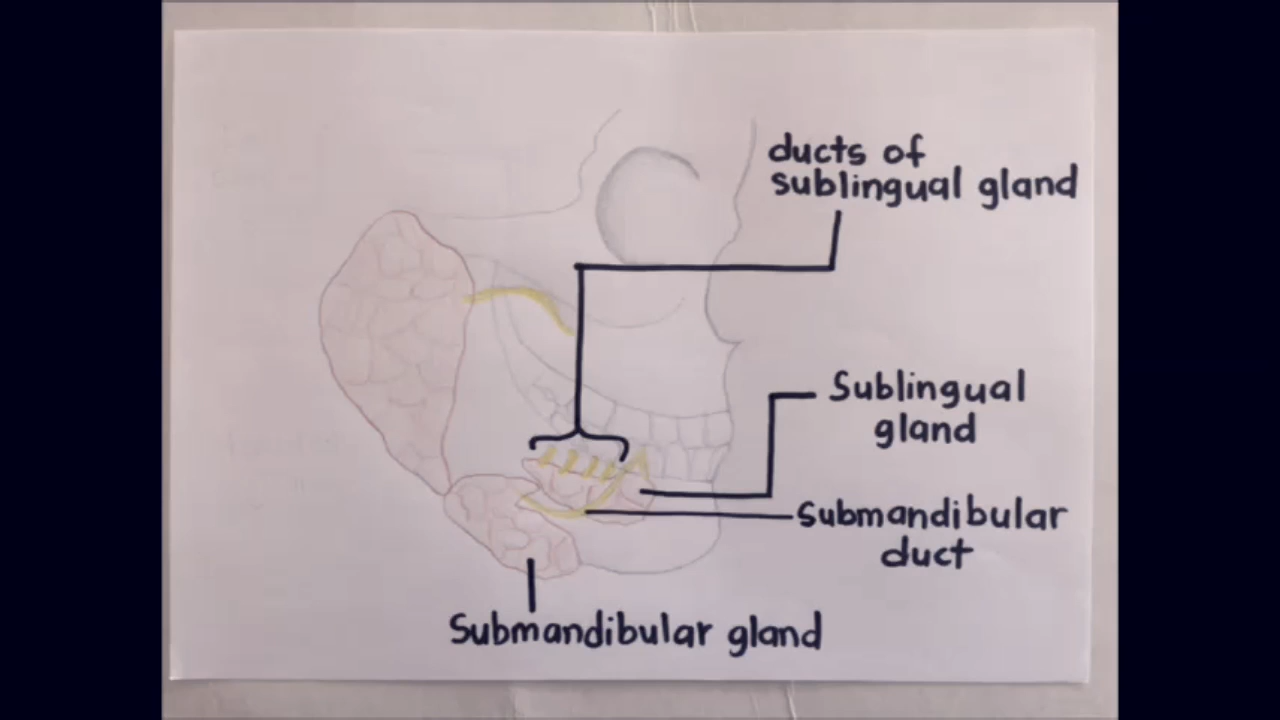 ducts of
sublingual gland
Sublingual
gland
Submandibular
duct
Submandibular gland